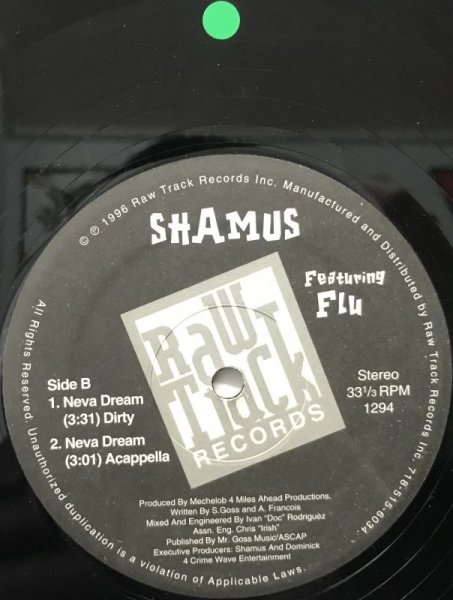 © ℗ 1996 Raw Track Records Inc. Manufactured and Distributed by Raw Track Records Inc. 718-515-6034
SHAMUS
Featuring
Flu
Raw
Track
RECORDS
Side B
1. Neva Dream
(3:31) Dirty
2. Neva Dream
(3:01) Acappella
Stereo
33 1/3 RPM
1294
Produced By Mechelob 4 Miles Ahead Productions,
Written By S.Goss and A. Francois
Mixed And Engineered By Ivan "Doc" Rodriguèz
Assn. Eng. Chris "Irish"
Published By Mr. Goss Music/ASCAP
Executive Producers: Shamus And Dominick
4 Crime Wave Entertainment
All Rights Reserved. Unauthorized duplication is a violation of Applicable Laws.